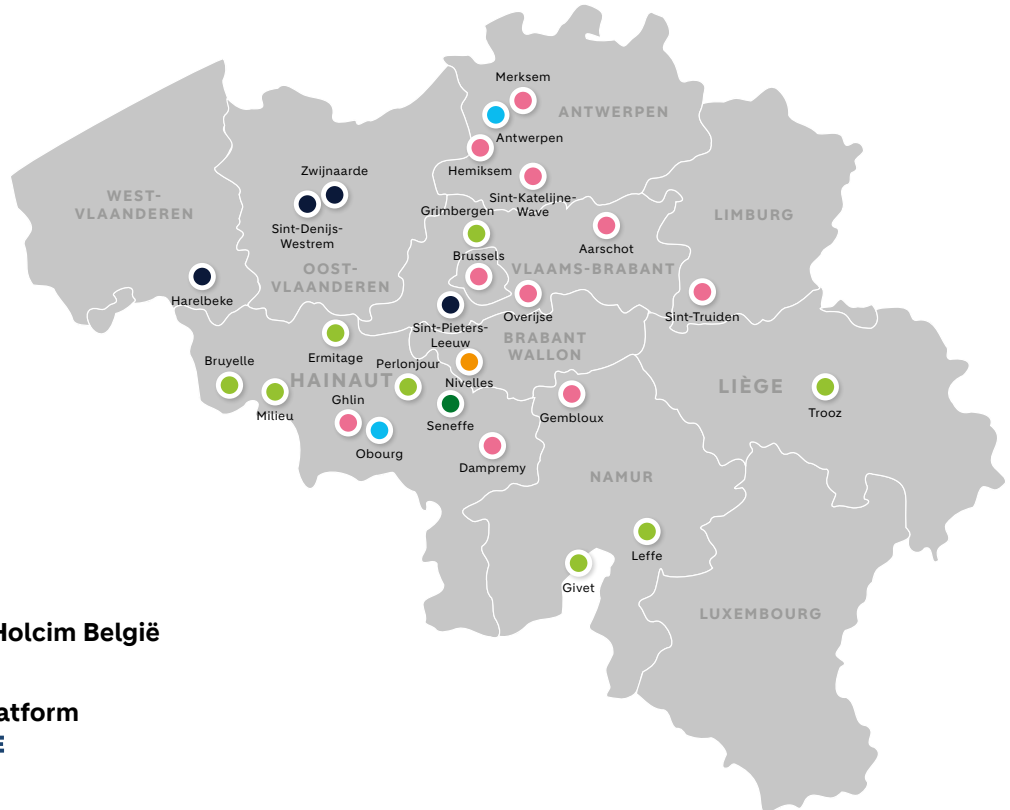 Merksem
ANTWERPEN
Antwerpen
Zwijnaarde
Hemiksem
WEST-
VLAANDEREN
Sint-Katelijne-
Wave
Grimbergen
LIMBURG
Sint-Denijs-
Westrem
Aarschot
Brussels
OOST-
VLAANDEREN
VLAAMS-BRABANT
Harelbeke
Overijse
Sint-Truiden
Sint-Pieters-
Leeuw
BRABANT
WALLON
Ermitage
Bruyelle
Perlonjour
HAINAUT
Nivelles
LIÈGE
Ghlin
Milieu
Seneffe
Gembloux
Trooz
Obourg
Dampremy
NAMUR
Leffe
Givet
LUXEMBOURG
Holcim België
atform
E